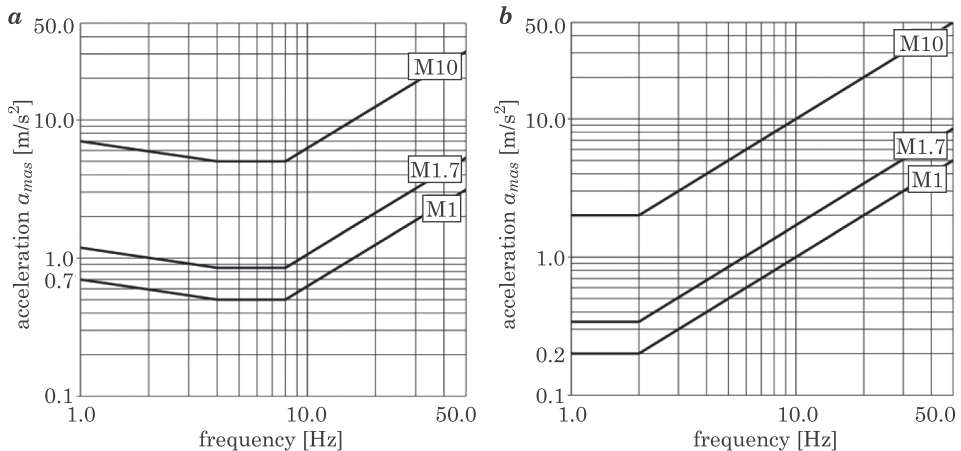 a
50.0
10.0
1.0
0.7
0.1
acceleration a_mas [m/s²]
M10
M1.7
M1
1.0
10.0
50.0
frequency [Hz]
b
50.0
10.0
1.0
0.2
0.1
acceleration a_mas [m/s²]
M10
M1.7
M1
1.0
10.0
50.0
frequency [Hz]